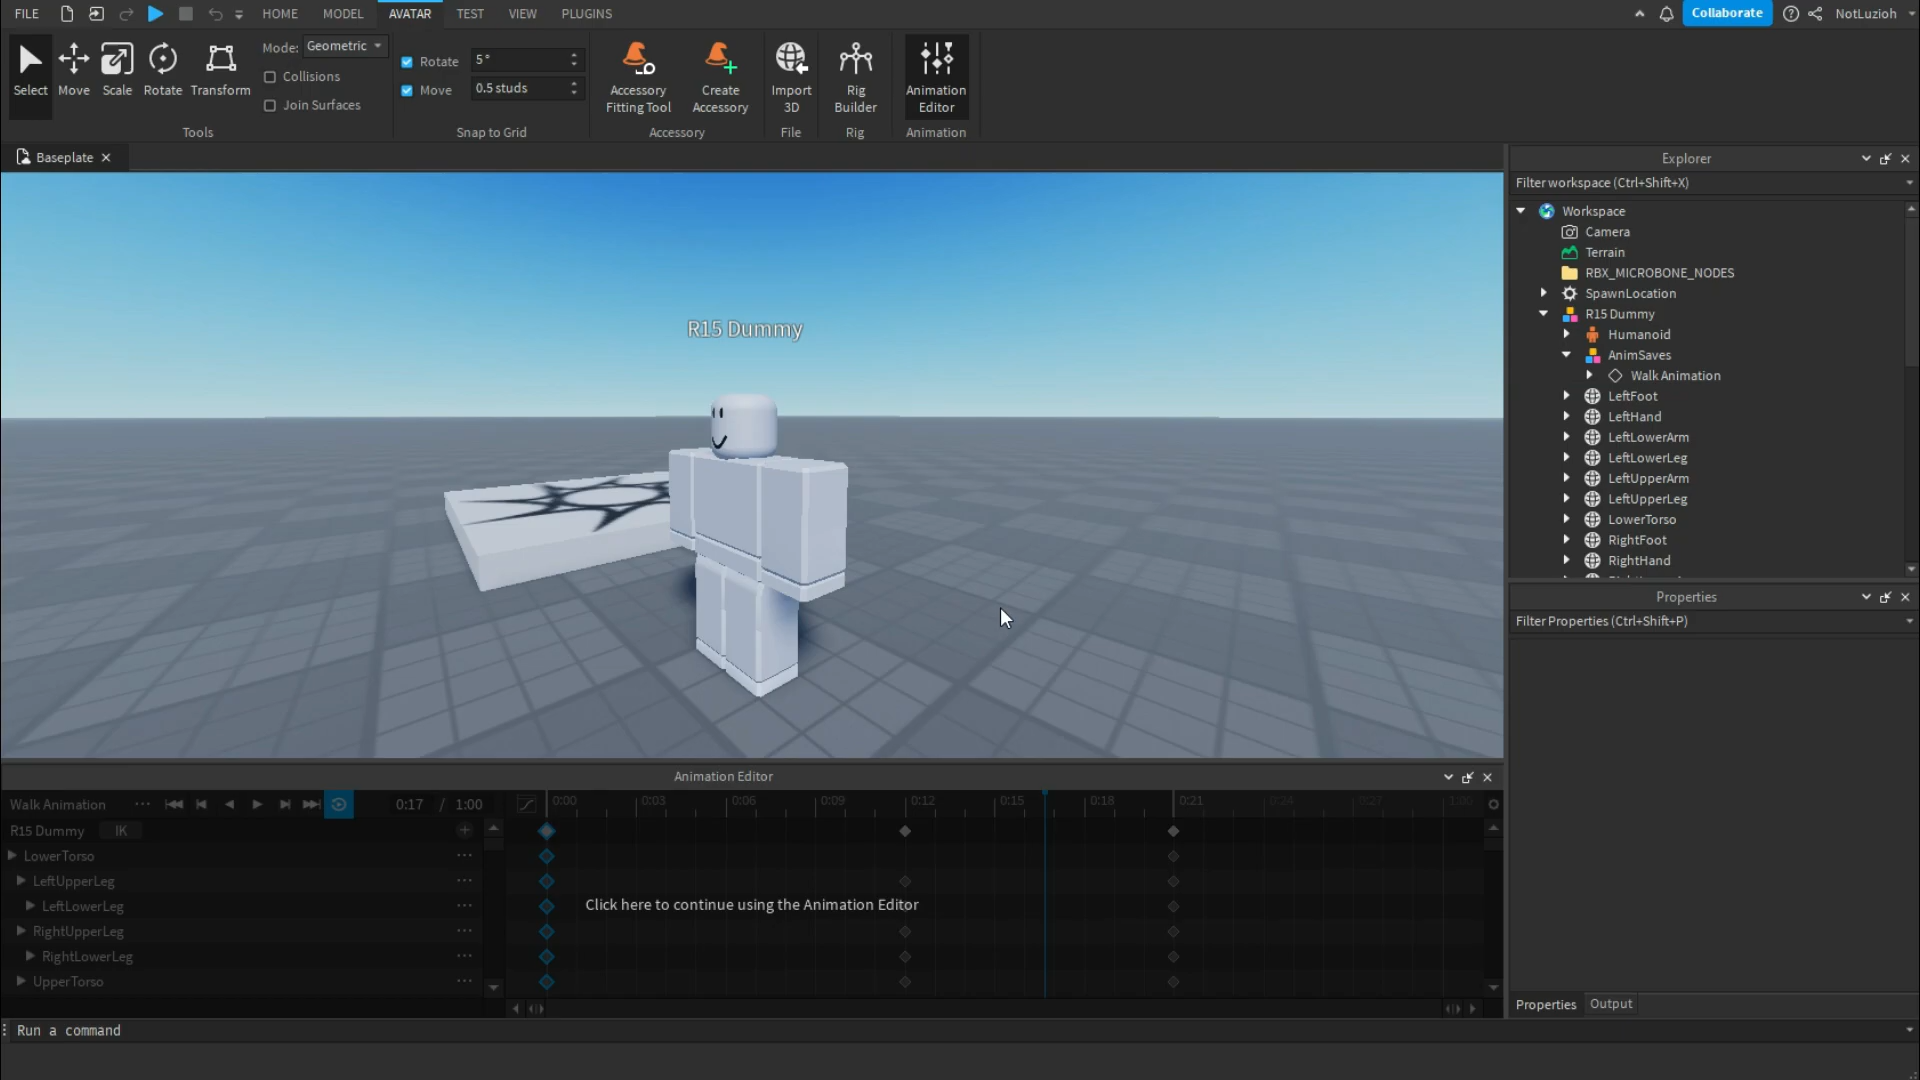 FILE HOME MODEL AVATAR TEST VIEW PLUGINS Collaborate NotLuzioh
Select Move Scale Rotate Transform
Mode: Geometric
Collisions
Join Surfaces
Tools
Rotate 5°
Move 0.5 studs
Snap to Grid
Accessory
Fitting Tool
Create
Accessory
Accessory
Import
3D
File
Rig
Builder
Rig
Animation
Editor
Animation
Baseplate
R15 Dummy
Explorer
Filter workspace (Ctrl+Shift+X)
Workspace
Camera
Terrain
RBX_MICROBONE_NODES
SpawnLocation
R15 Dummy
Humanoid
AnimSaves
Walk Animation
LeftFoot
LeftHand
LeftLowerArm
LeftLowerLeg
LeftUpperArm
LeftUpperLeg
LowerTorso
RightFoot
RightHand
Properties
Filter Properties (Ctrl+Shift+P)
Properties Output
Animation Editor
Walk Animation 0:17 / 1:00 0:00 0:03 0:06 0:09 0:12 0:15 0:18 0:21 0:24 0:27 1:00
R15 Dummy IK
LowerTorso
LeftUpperLeg
LeftLowerLeg
RightUpperLeg
RightLowerLeg
UpperTorso
Click here to continue using the Animation Editor
Run a command